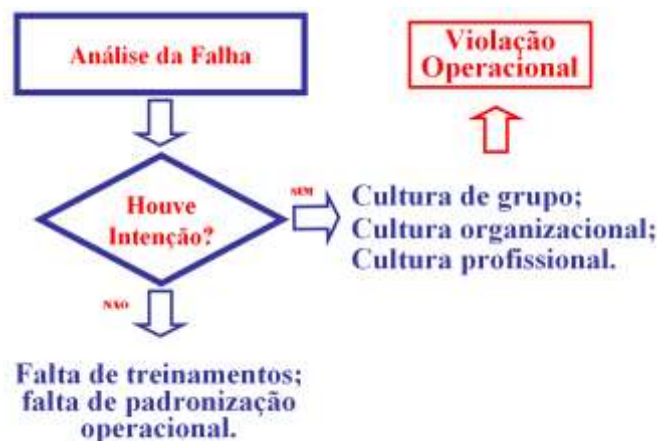 Análise da Falha
Violação
Operacional
Houve
Intenção?
SIM
Cultura de grupo;
Cultura organizacional;
Cultura profissional.
NÃO
Falta de treinamentos;
falta de padronização
operacional.